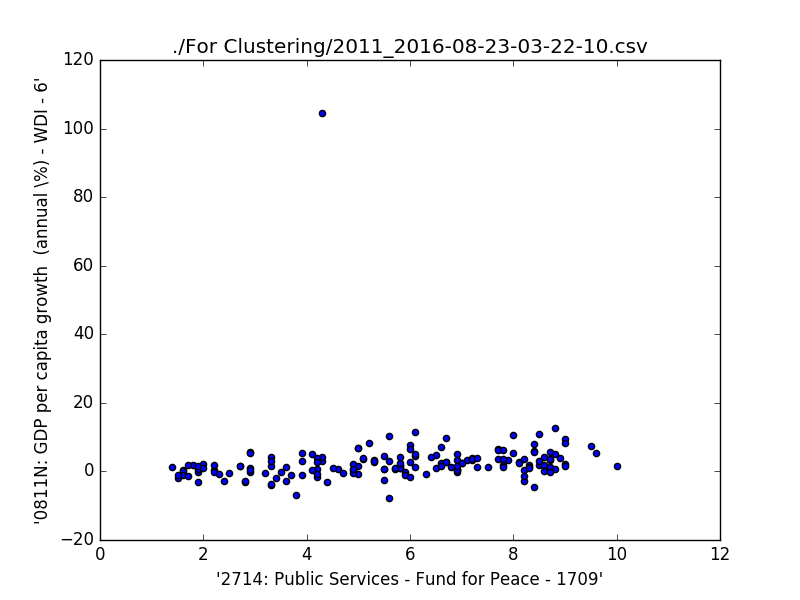 ./For Clustering/2011_2016-08-23-03-22-10.csv
120
100
80
60
40
20
0
−20
0 2 4 6 8 10 12
'0811N: GDP per capita growth  (annual \%) - WDI - 6'
'2714: Public Services - Fund for Peace - 1709'